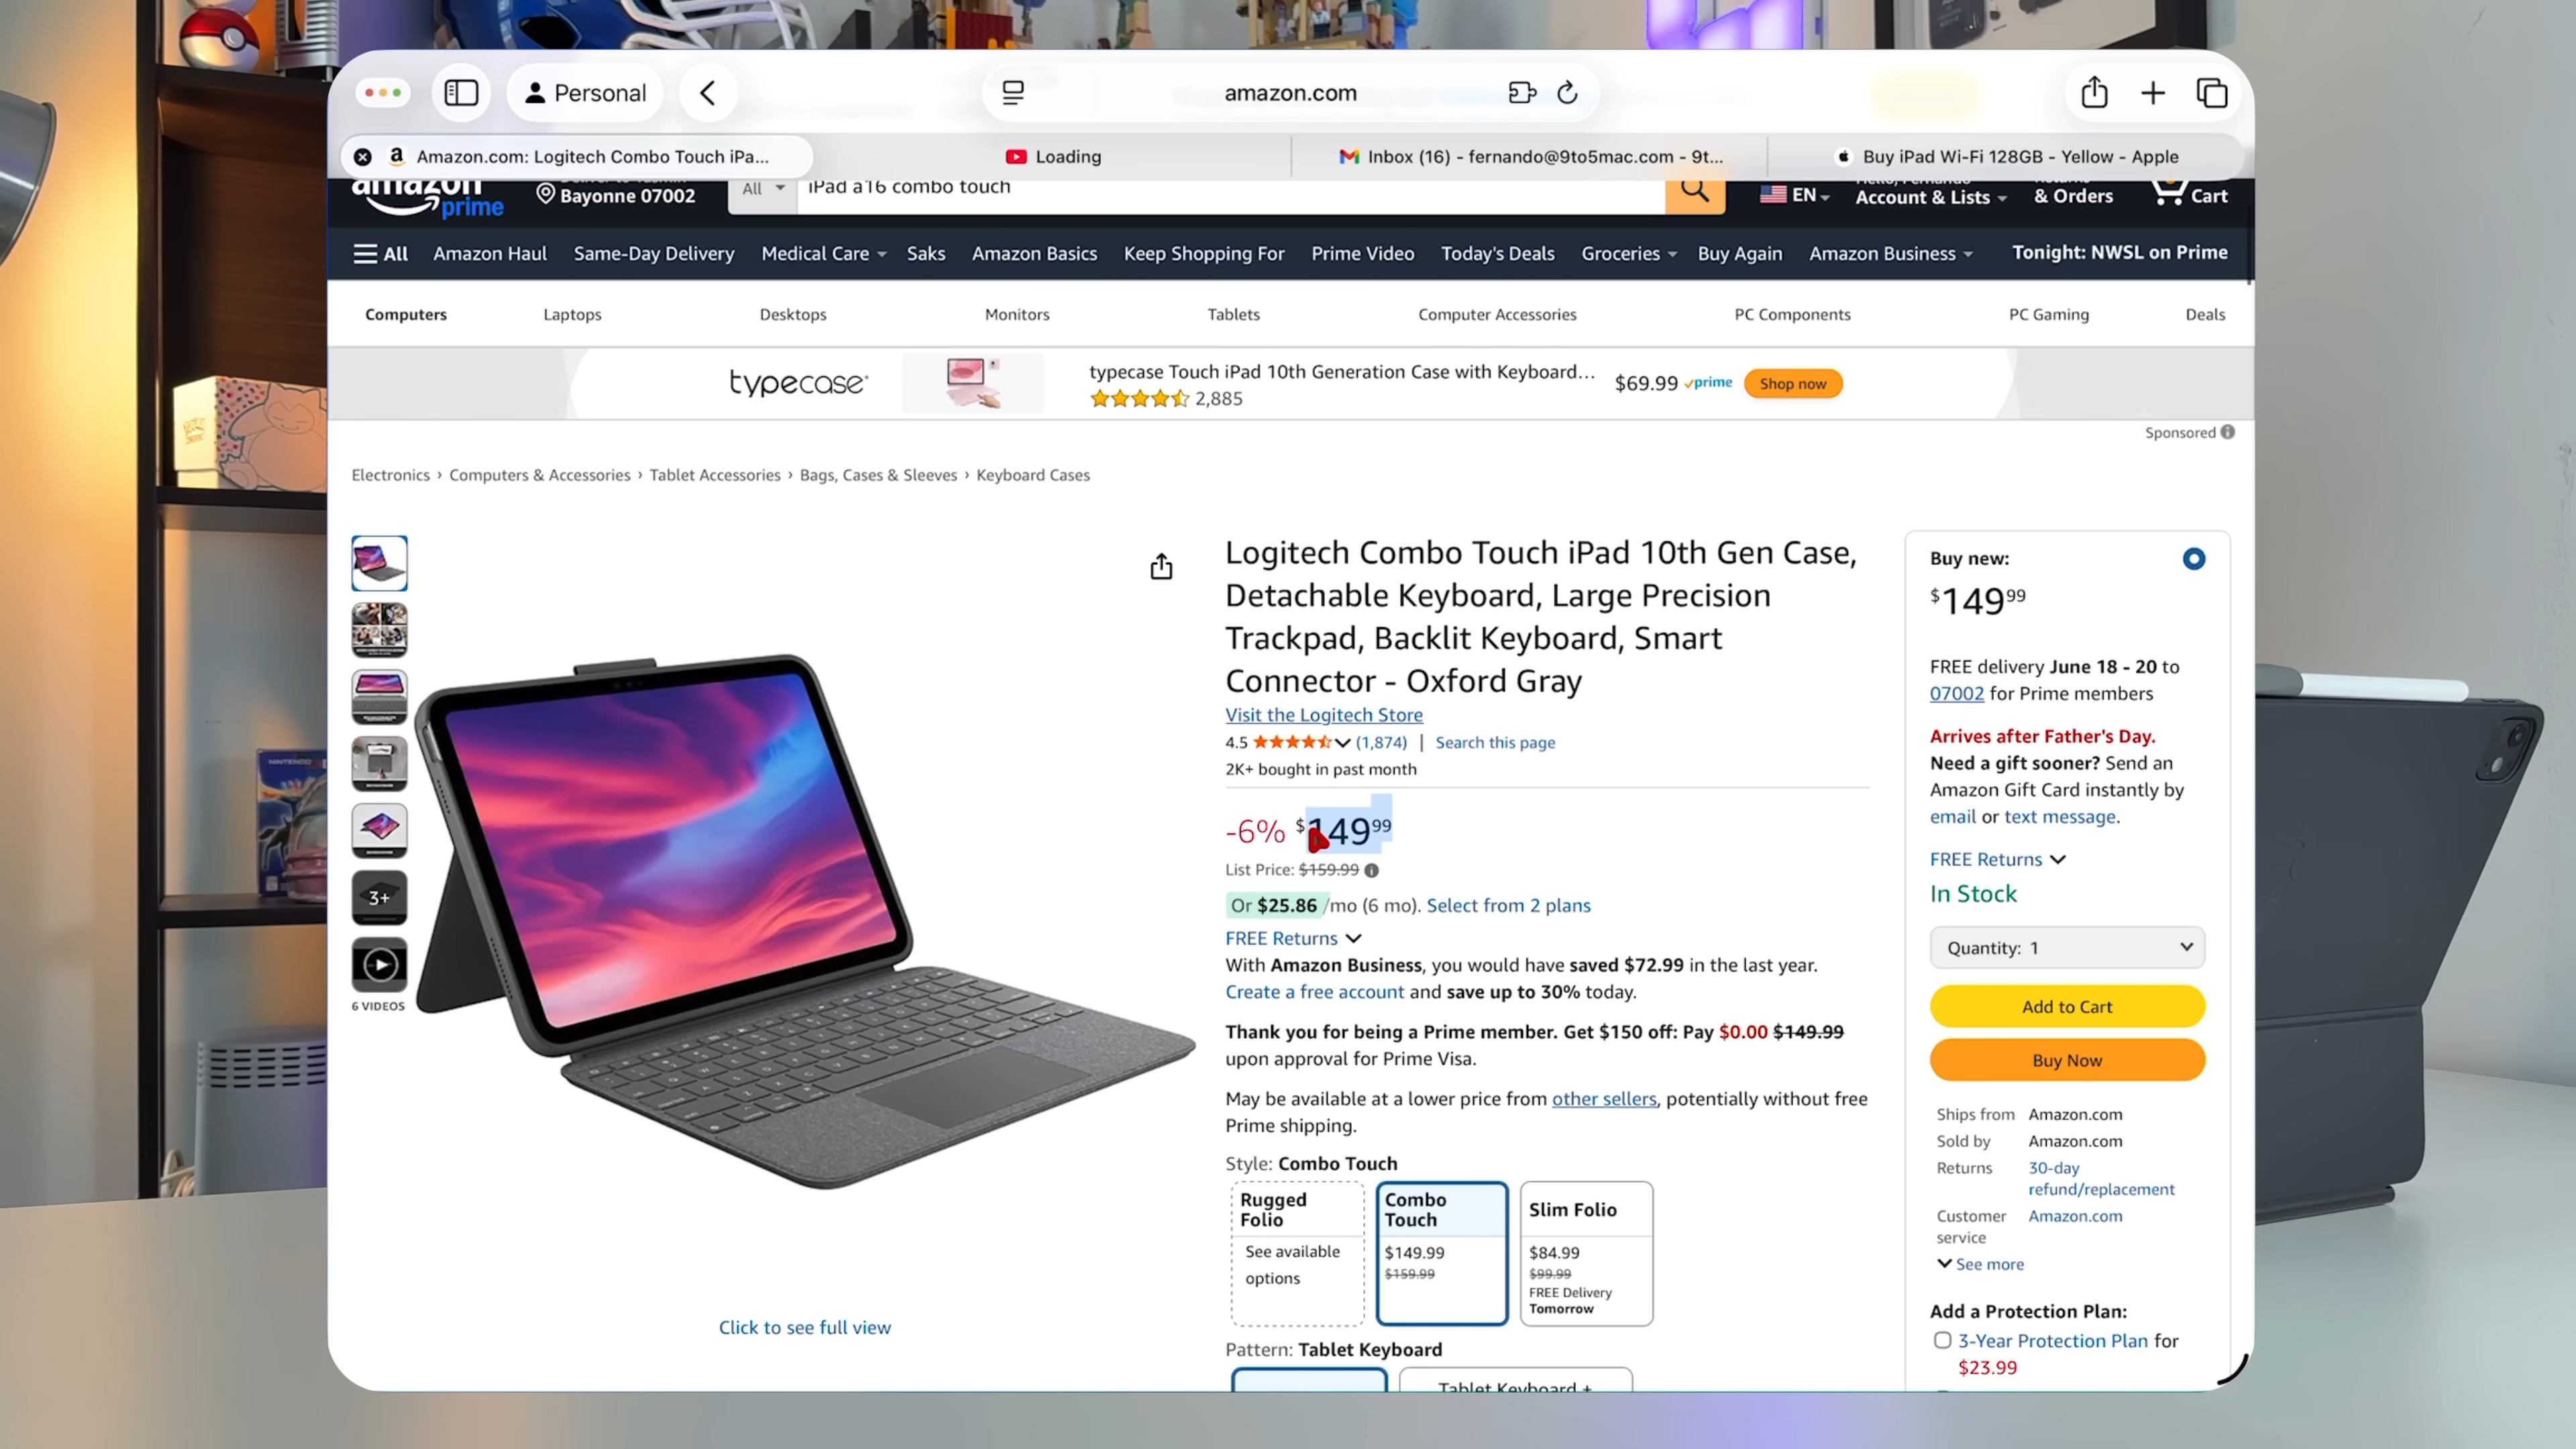 Personal
amazon.com
Amazon.com: Logitech Combo Touch iPa...
Loading
Inbox (16) - fernando@9to5mac.com - 9t...
Buy iPad Wi-Fi 128GB - Yellow - Apple
amazon
prime
Bayonne 07002
All
iPad a16 combo touch
EN
Account & Lists
& Orders
Cart
All
Amazon Haul
Same-Day Delivery
Medical Care
Saks
Amazon Basics
Keep Shopping For
Prime Video
Today's Deals
Groceries
Buy Again
Amazon Business
Tonight: NWSL on Prime
Computers
Laptops
Desktops
Monitors
Tablets
Computer Accessories
PC Components
PC Gaming
Deals
typecase
typecase Touch iPad 10th Generation Case with Keyboard...
2,885
$69.99 prime
Shop now
Sponsored
Electronics › Computers & Accessories › Tablet Accessories › Bags, Cases & Sleeves › Keyboard Cases
3+
6 VIDEOS
Click to see full view
Logitech Combo Touch iPad 10th Gen Case,
Detachable Keyboard, Large Precision
Trackpad, Backlit Keyboard, Smart
Connector - Oxford Gray
Visit the Logitech Store
4.5 (1,874) | Search this page
2K+ bought in past month
-6% $149 99
List Price: $159.99
Or $25.86 /mo (6 mo). Select from 2 plans
FREE Returns
With Amazon Business, you would have saved $72.99 in the last year.
Create a free account and save up to 30% today.
Thank you for being a Prime member. Get $150 off: Pay $0.00 $149.99
upon approval for Prime Visa.
May be available at a lower price from other sellers, potentially without free
Prime shipping.
Style: Combo Touch
Rugged
Folio
See available
options
Combo
Touch
$149.99
$159.99
Slim Folio
$84.99
$99.99
FREE Delivery
Tomorrow
Pattern: Tablet Keyboard
Tablet Keyboard +
Buy new:
$149 99
FREE delivery June 18 - 20 to
07002 for Prime members
Arrives after Father's Day.
Need a gift sooner? Send an
Amazon Gift Card instantly by
email or text message.
FREE Returns
In Stock
Quantity: 1
Add to Cart
Buy Now
Ships from Amazon.com
Sold by Amazon.com
Returns 30-day
refund/replacement
Customer Amazon.com
service
See more
Add a Protection Plan:
3-Year Protection Plan for
$23.99
NINTENDO